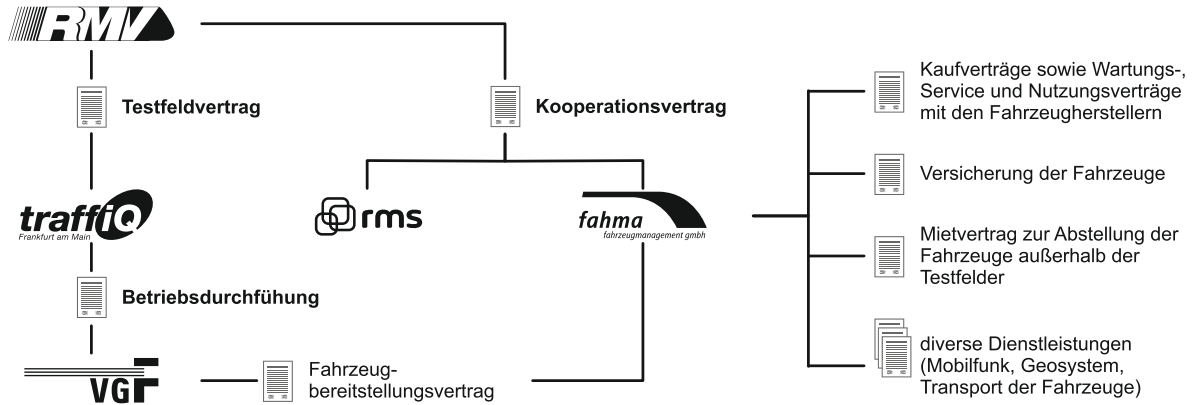 RMV
Testfeldvertrag
Kooperationsvertrag
traffiQ
Frankfurt am Main
rms
fahma
fahrzeugmanagement gmbh
Betriebsdurchfühung
VGF
Fahrzeug-
bereitstellungsvertrag
Kaufverträge sowie Wartungs-,
Service und Nutzungsverträge
mit den Fahrzeugherstellern
Versicherung der Fahrzeuge
Mietvertrag zur Abstellung der
Fahrzeuge außerhalb der
Testfelder
diverse Dienstleistungen
(Mobilfunk, Geosystem,
Transport der Fahrzeuge)